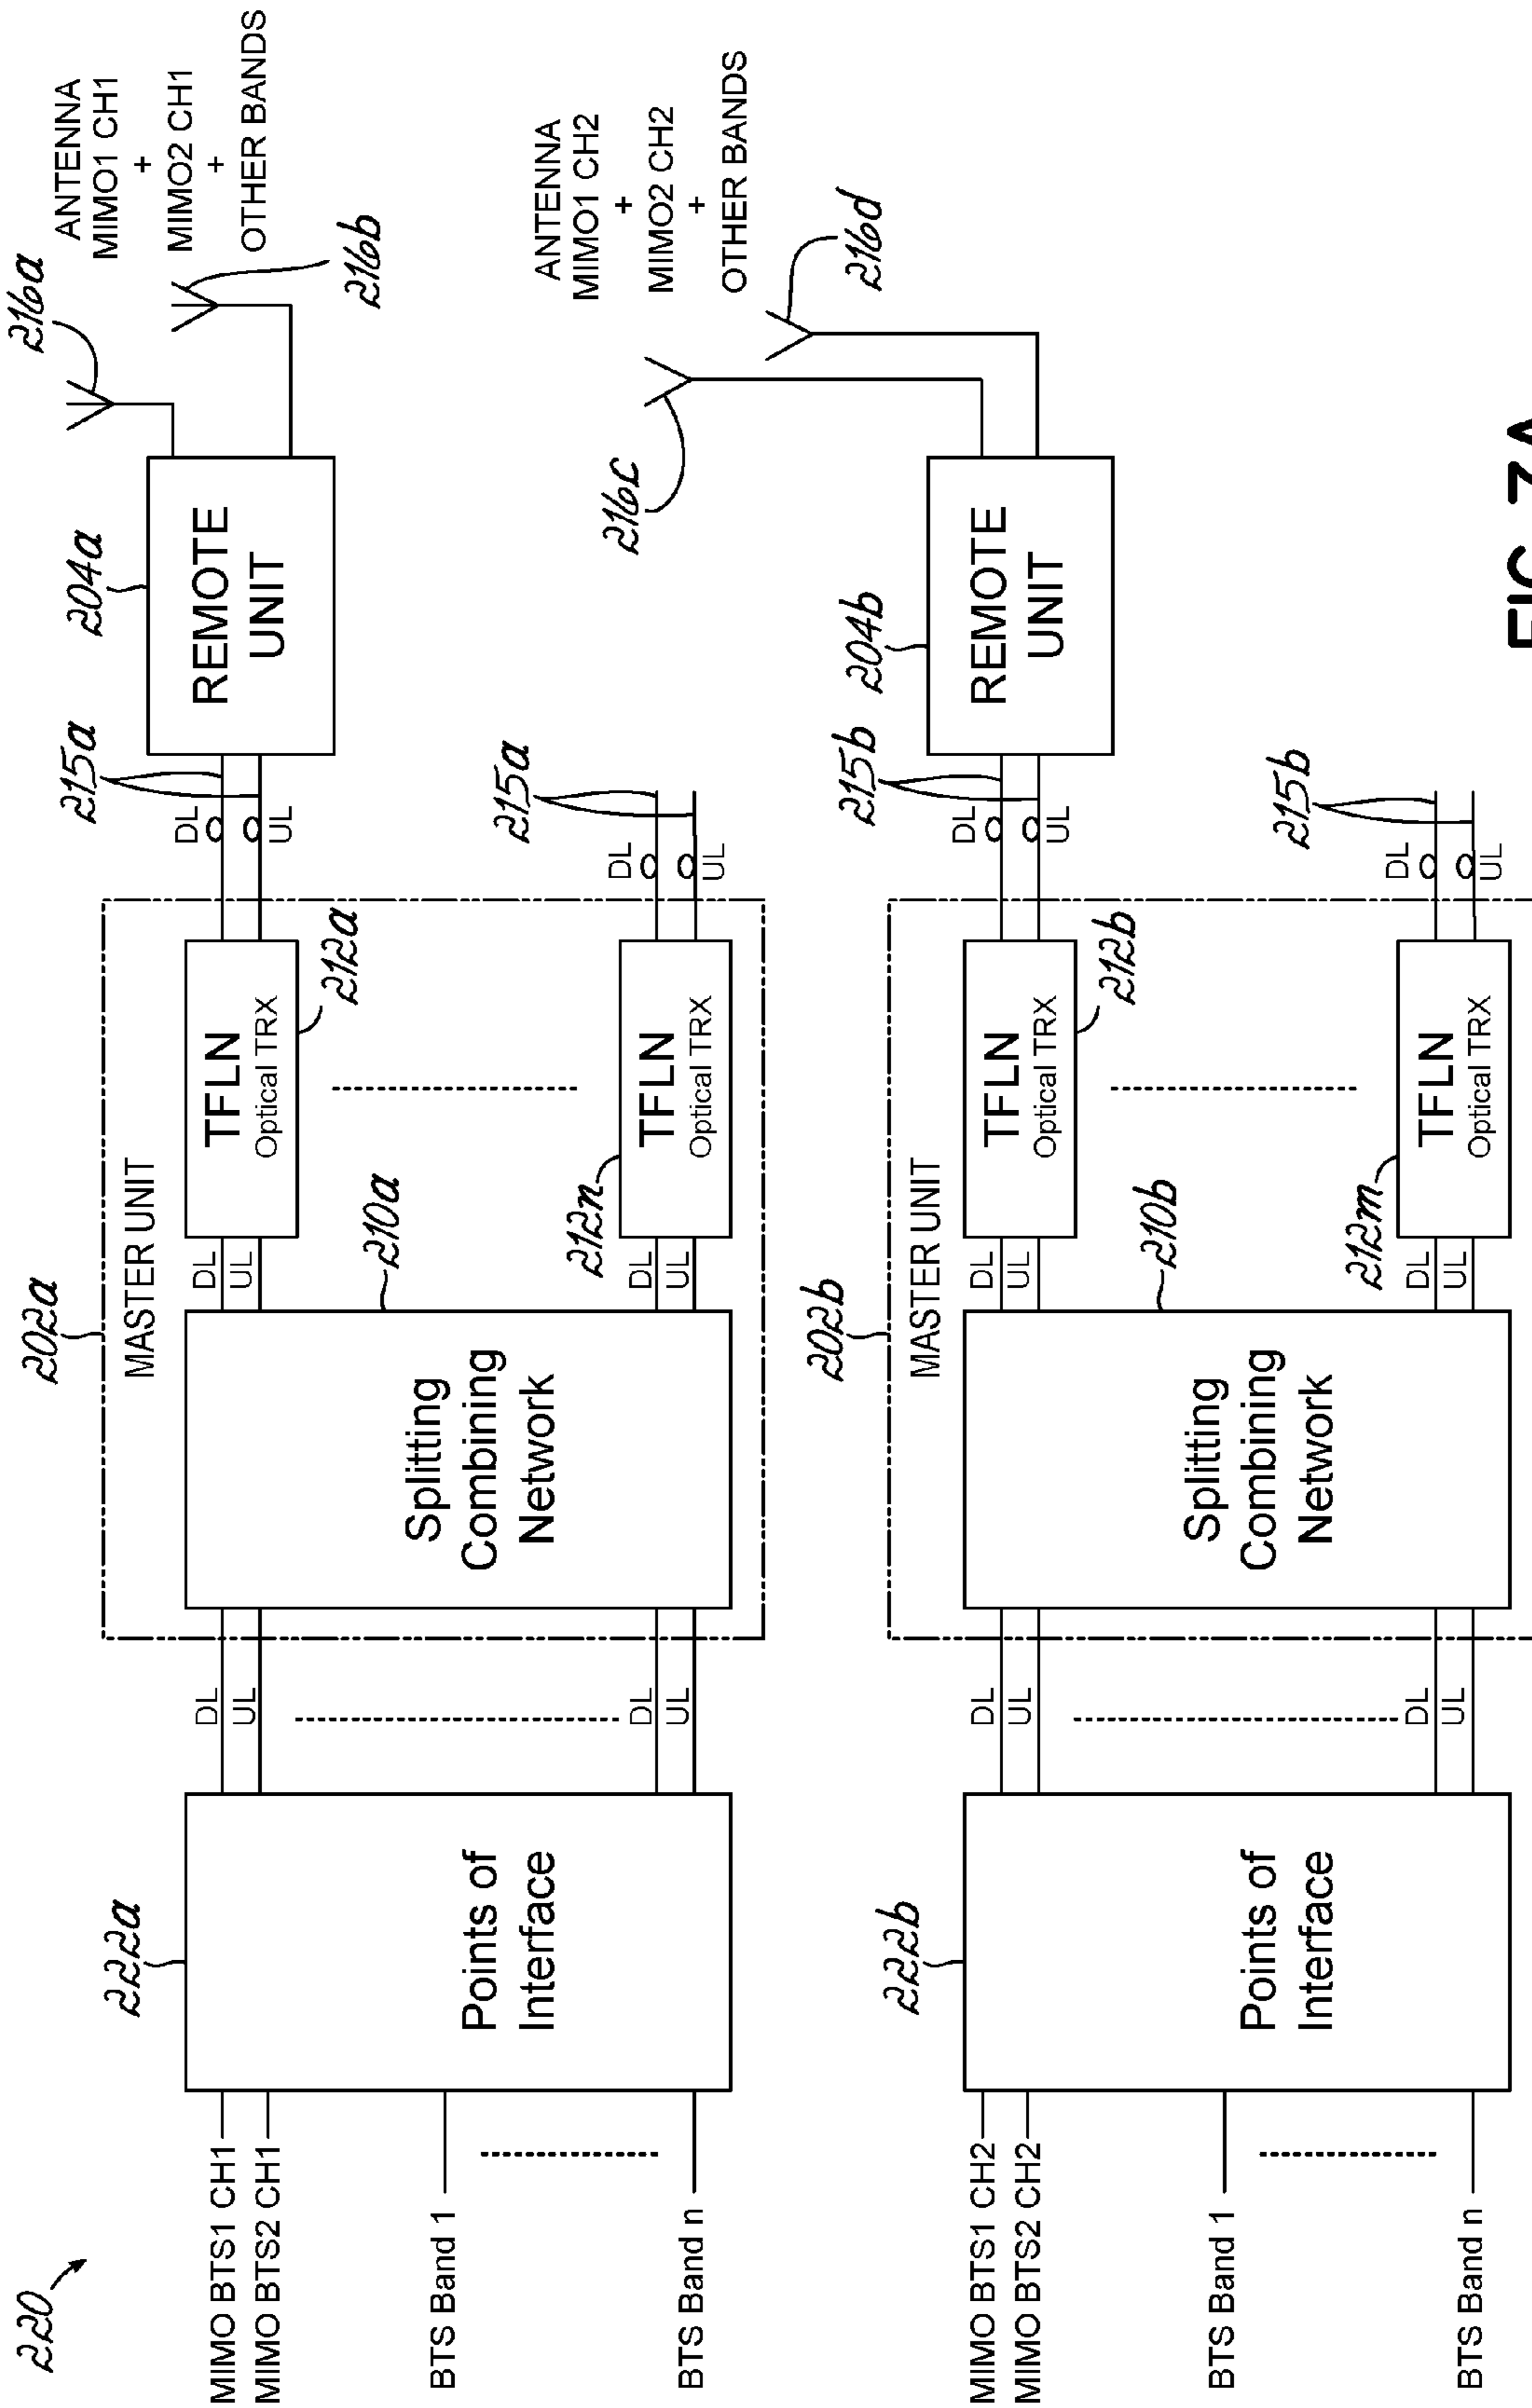 220
222a
202a
MASTER UNIT
MIMO BTS1 CH1
MIMO BTS2 CH1
BTS Band 1
BTS Band n
Points of
Interface
DL
UL
DL
UL
Splitting
Combining
Network
210a
DL
UL
DL
UL
TFLN
Optical TRX
212a
212n
TFLN
Optical TRX
DL
UL
215a
DL
UL
215a
204a
REMOTE
UNIT
216a
216b
ANTENNA
MIMO1 CH1
+
MIMO2 CH1
+
OTHER BANDS
222b
202b
MASTER UNIT
MIMO BTS1 CH2
MIMO BTS2 CH2
BTS Band 1
BTS Band n
Points of
Interface
DL
UL
DL
UL
Splitting
Combining
Network
210b
DL
UL
DL
UL
TFLN
Optical TRX
212b
212m
TFLN
Optical TRX
DL
UL
215b
DL
UL
215b
204b
REMOTE
UNIT
216c
216d
ANTENNA
MIMO1 CH2
+
MIMO2 CH2
+
OTHER BANDS
FIG